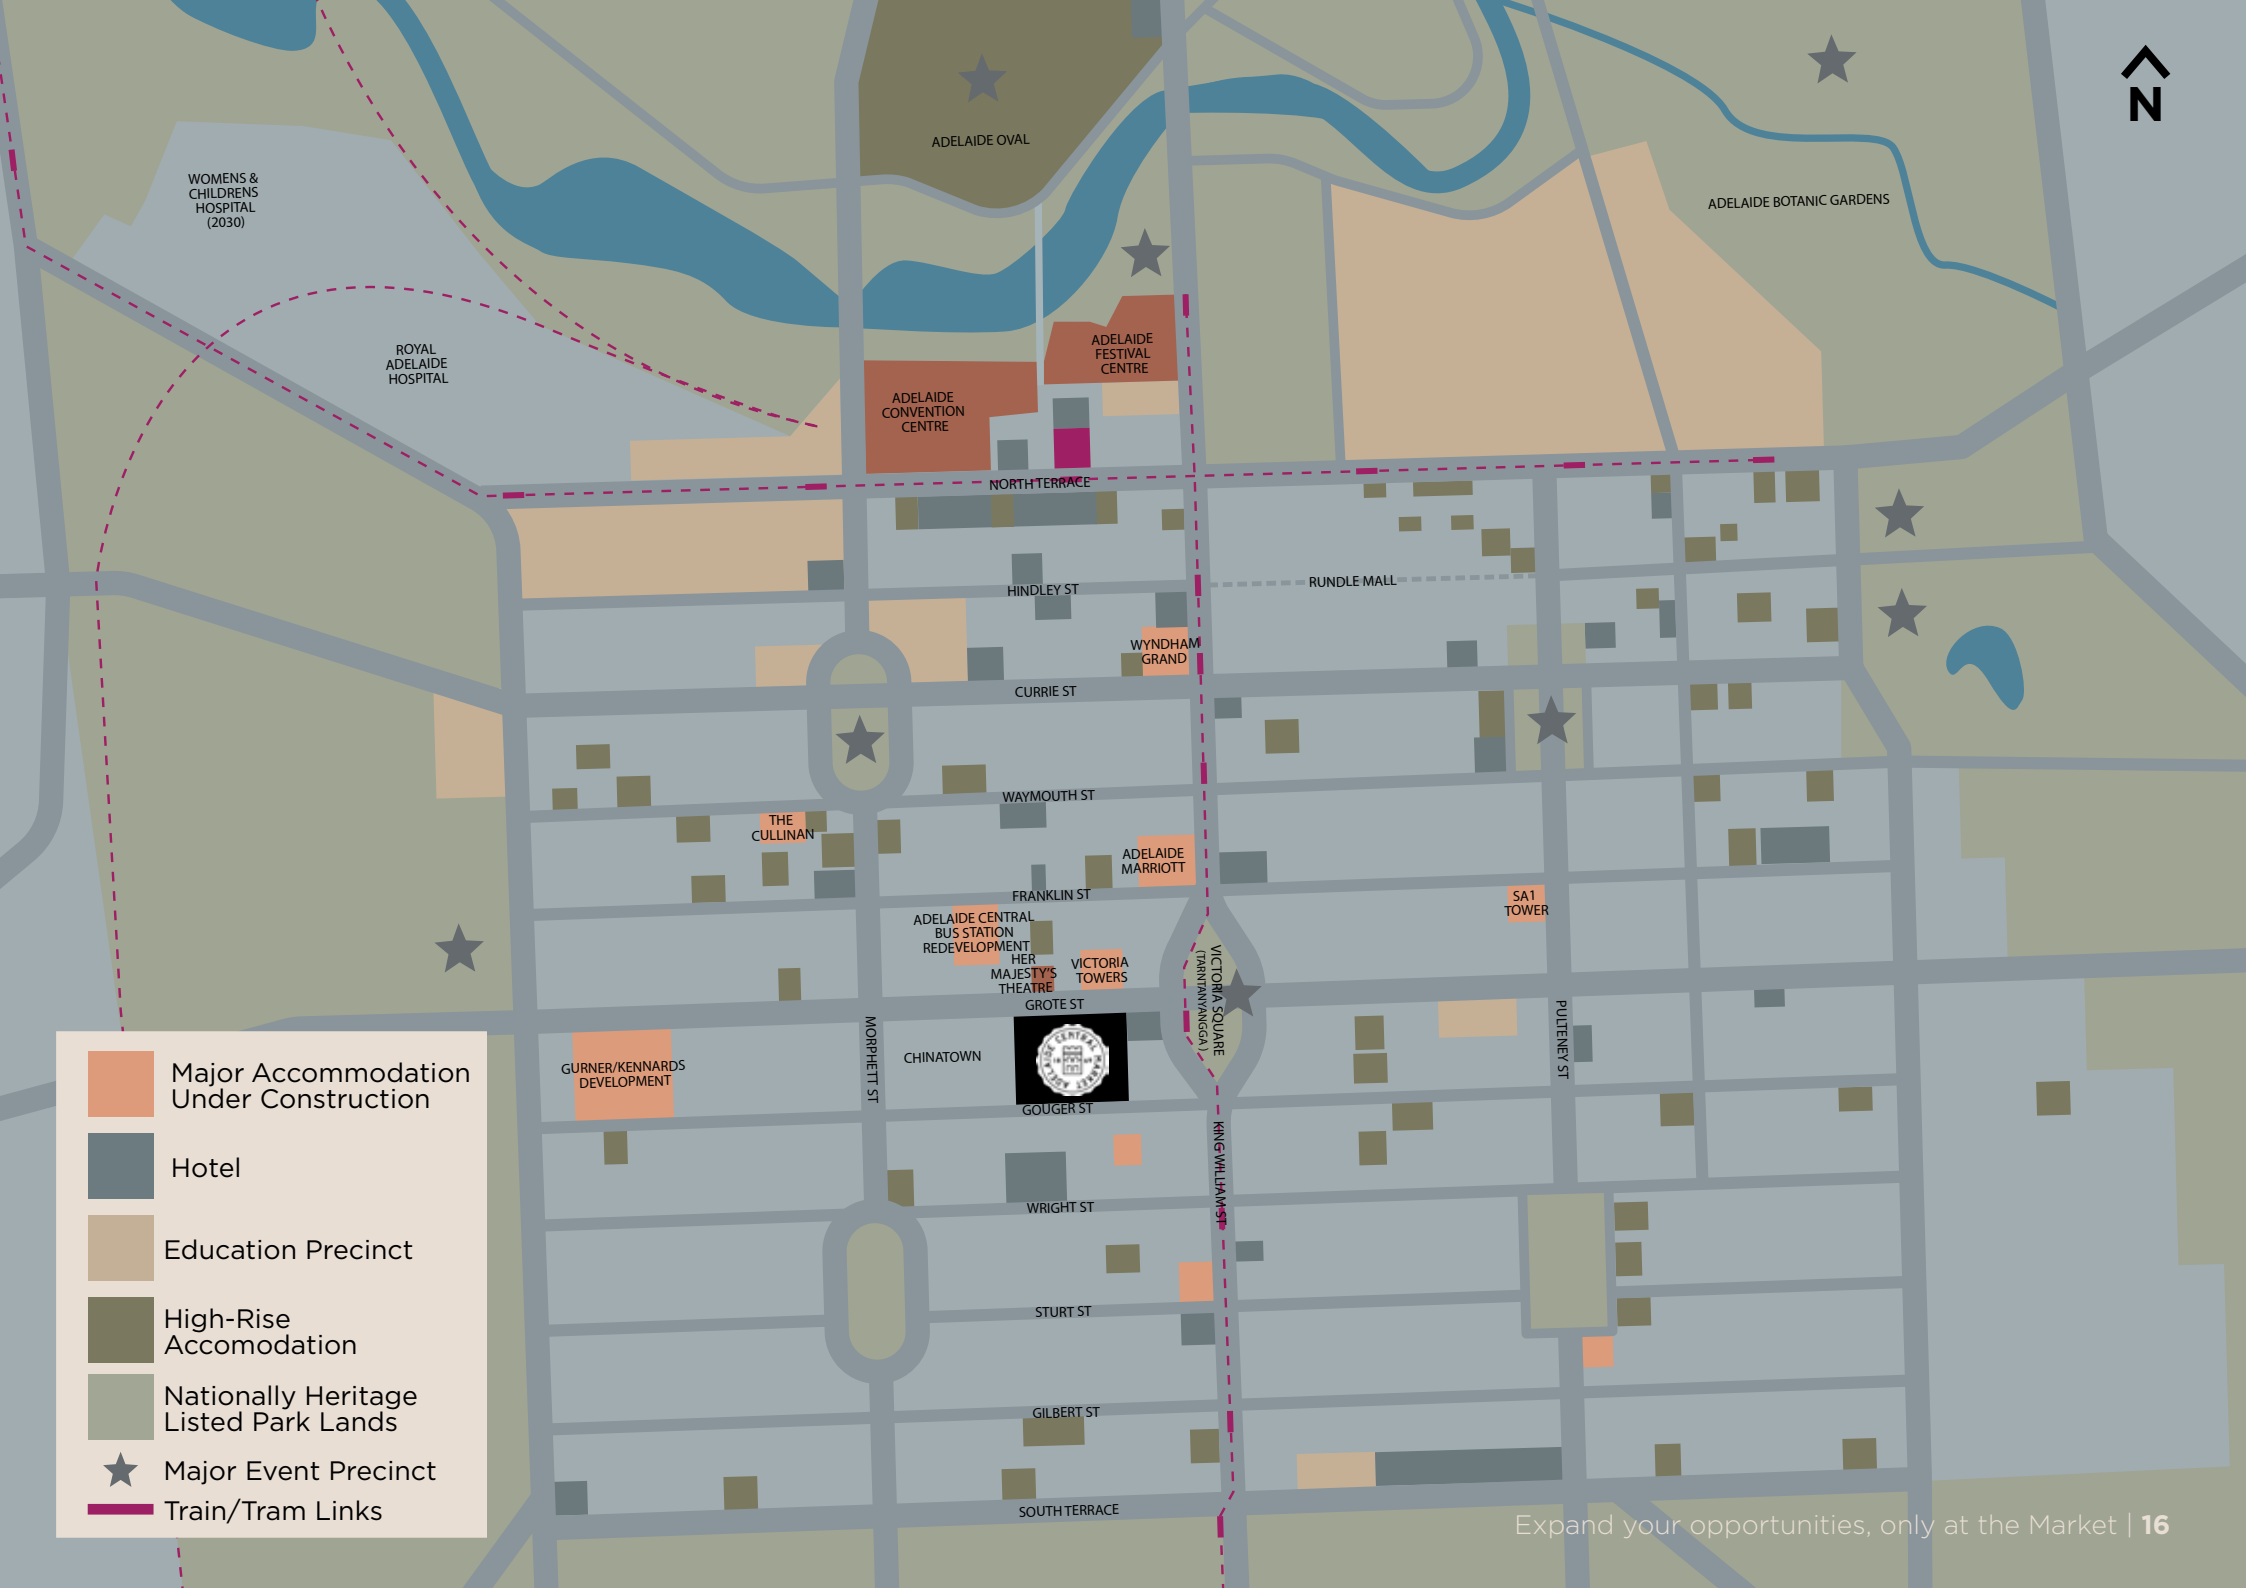 N
ADELAIDE OVAL
WOMENS &
CHILDRENS
HOSPITAL
(2030)
ADELAIDE BOTANIC GARDENS
ROYAL
ADELAIDE
HOSPITAL
ADELAIDE
FESTIVAL
CENTRE
ADELAIDE
CONVENTION
CENTRE
NORTH TERRACE
HINDLEY ST
RUNDLE MALL
WYNDHAM
GRAND
CURRIE ST
WAYMOUTH ST
THE
CULLINAN
ADELAIDE
MARRIOTT
FRANKLIN ST
SA1
TOWER
ADELAIDE CENTRAL
BUS STATION
REDEVELOPMENT
HER
MAJESTY'S
THEATRE
VICTORIA
TOWERS
GROTE ST
VICTORIA SQUARE
(TARNTANYANGGA )
PULTENEY ST
MORPHETT ST
CHINATOWN
ADELAIDE CENTRAL MARKET
1869
GURNER/KENNARDS
DEVELOPMENT
GOUGER ST
KING WILLIAM ST
WRIGHT ST
STURT ST
GILBERT ST
SOUTH TERRACE
Major Accommodation
Under Construction
Hotel
Education Precinct
High-Rise
Accomodation
Nationally Heritage
Listed Park Lands
Major Event Precinct
Train/Tram Links
Expand your opportunities, only at the Market | 16